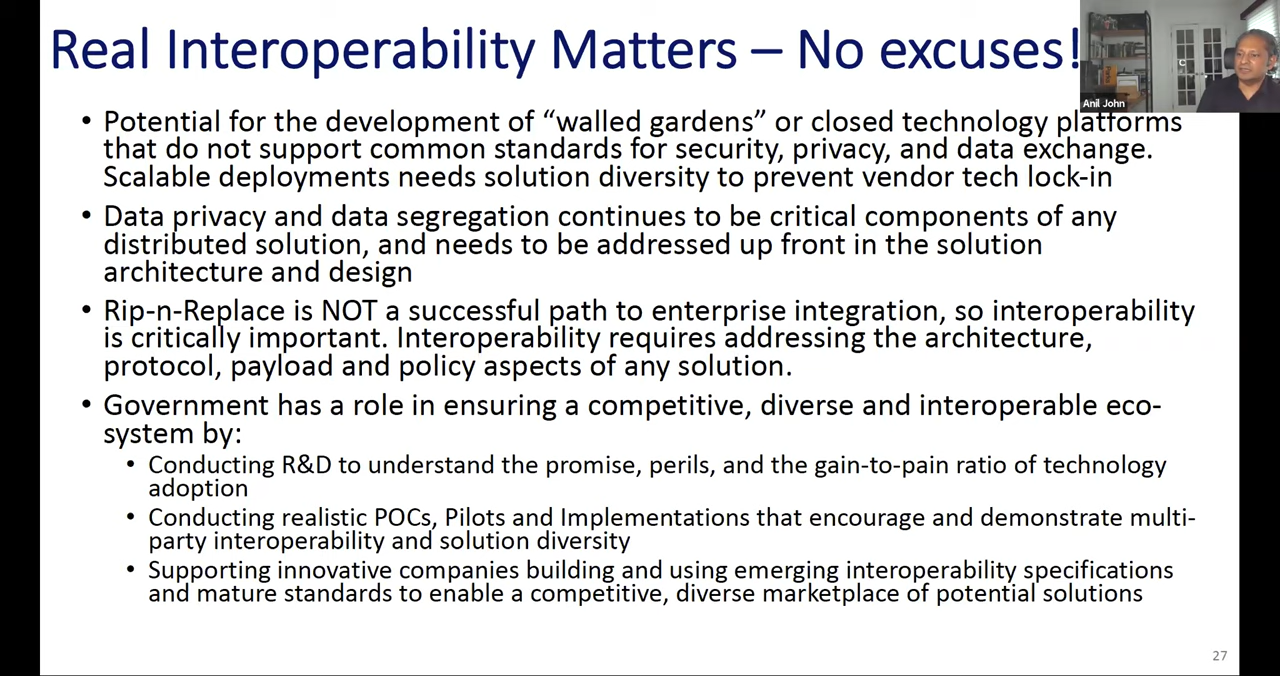 Real Interoperability Matters – No excuses!
Anil John
• Potential for the development of “walled gardens” or closed technology platforms
that do not support common standards for security, privacy, and data exchange.
Scalable deployments needs solution diversity to prevent vendor tech lock-in
• Data privacy and data segregation continues to be critical components of any
distributed solution, and needs to be addressed up front in the solution
architecture and design
• Rip-n-Replace is NOT a successful path to enterprise integration, so interoperability
is critically important. Interoperability requires addressing the architecture,
protocol, payload and policy aspects of any solution.
• Government has a role in ensuring a competitive, diverse and interoperable eco-
system by:
• Conducting R&D to understand the promise, perils, and the gain-to-pain ratio of technology
adoption
• Conducting realistic POCs, Pilots and Implementations that encourage and demonstrate multi-
party interoperability and solution diversity
• Supporting innovative companies building and using emerging interoperability specifications
and mature standards to enable a competitive, diverse marketplace of potential solutions
27